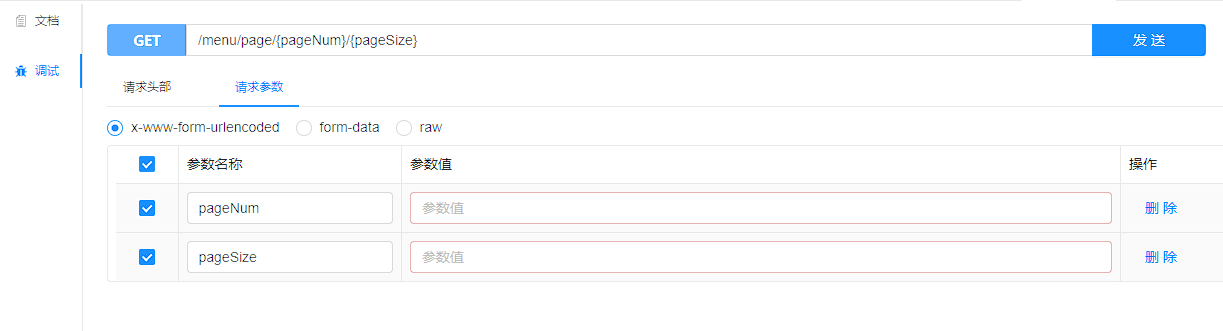 文档
调试
GET /menu/page/{pageNum}/{pageSize} 发 送
请求头部 请求参数
x-www-form-urlencoded form-data raw
参数名称 参数值 操作
pageNum 参数值 删 除
pageSize 参数值 删 除